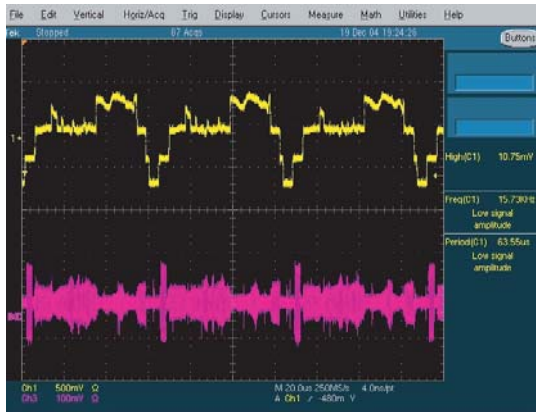 File Edit Vertical Horiz/Acq Trig Display Cursors Measure Math Utilities Help
Tek Stopped 87 Acqs 19 Dec 04 19:24:26 Buttons
High(C1) 10.75mV
Freq(C1) 15.73KHz
Low signal
amplitude
Period(C1) 63.55us
Low signal
amplitude
Ch1 500mV Ω M 20.0us 250MS/s 4.0ns/pt
Ch3 100mV Ω A Ch1 ∕ -480m V